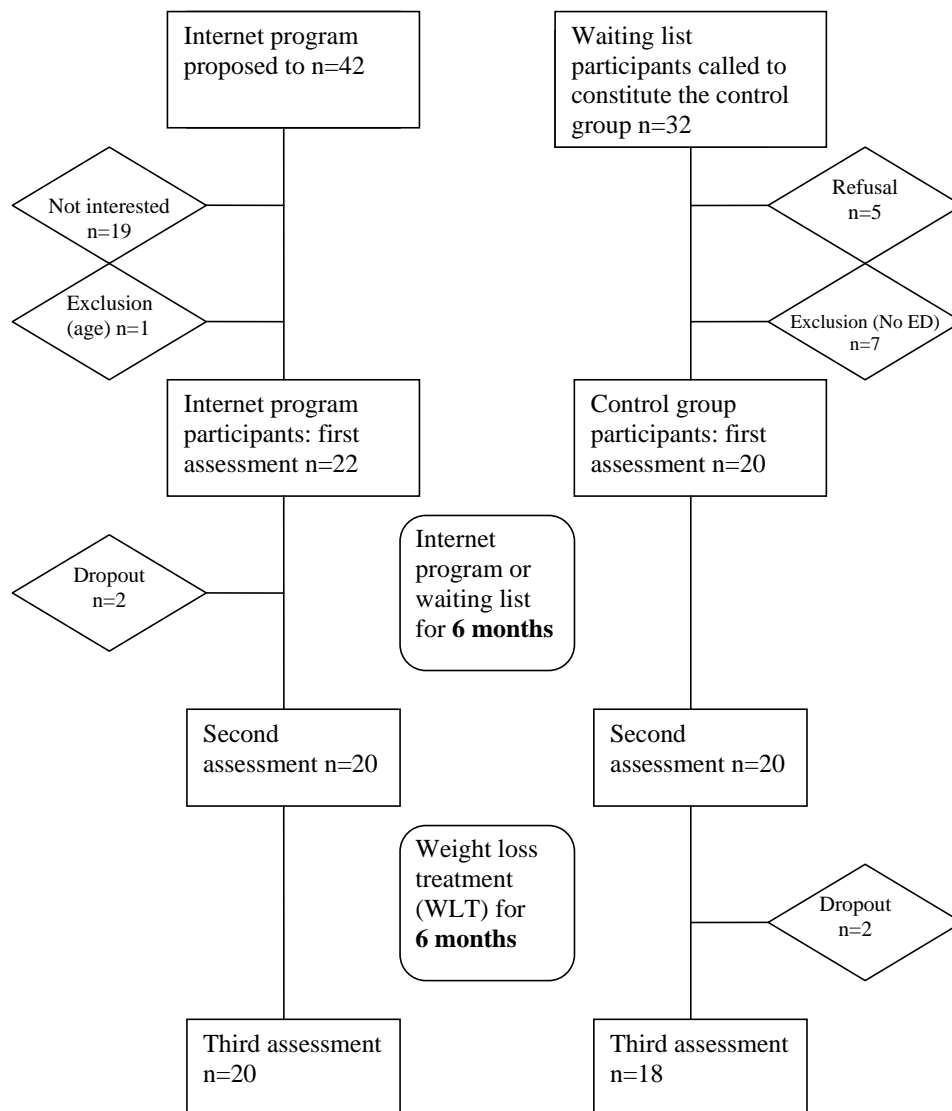 Internet program
proposed to n=42
Waiting list
participants called to
constitute the control
group n=32
Not interested
n=19
Refusal
n=5
Exclusion
(age) n=1
Exclusion (No ED)
n=7
Internet program
participants: first
assessment n=22
Control group
participants: first
assessment n=20
Internet
program or
waiting list
for 6 months
Dropout
n=2
Second
assessment n=20
Second
assessment n=20
Weight loss
treatment
(WLT) for
6 months
Dropout
n=2
Third assessment
n=20
Third assessment
n=18